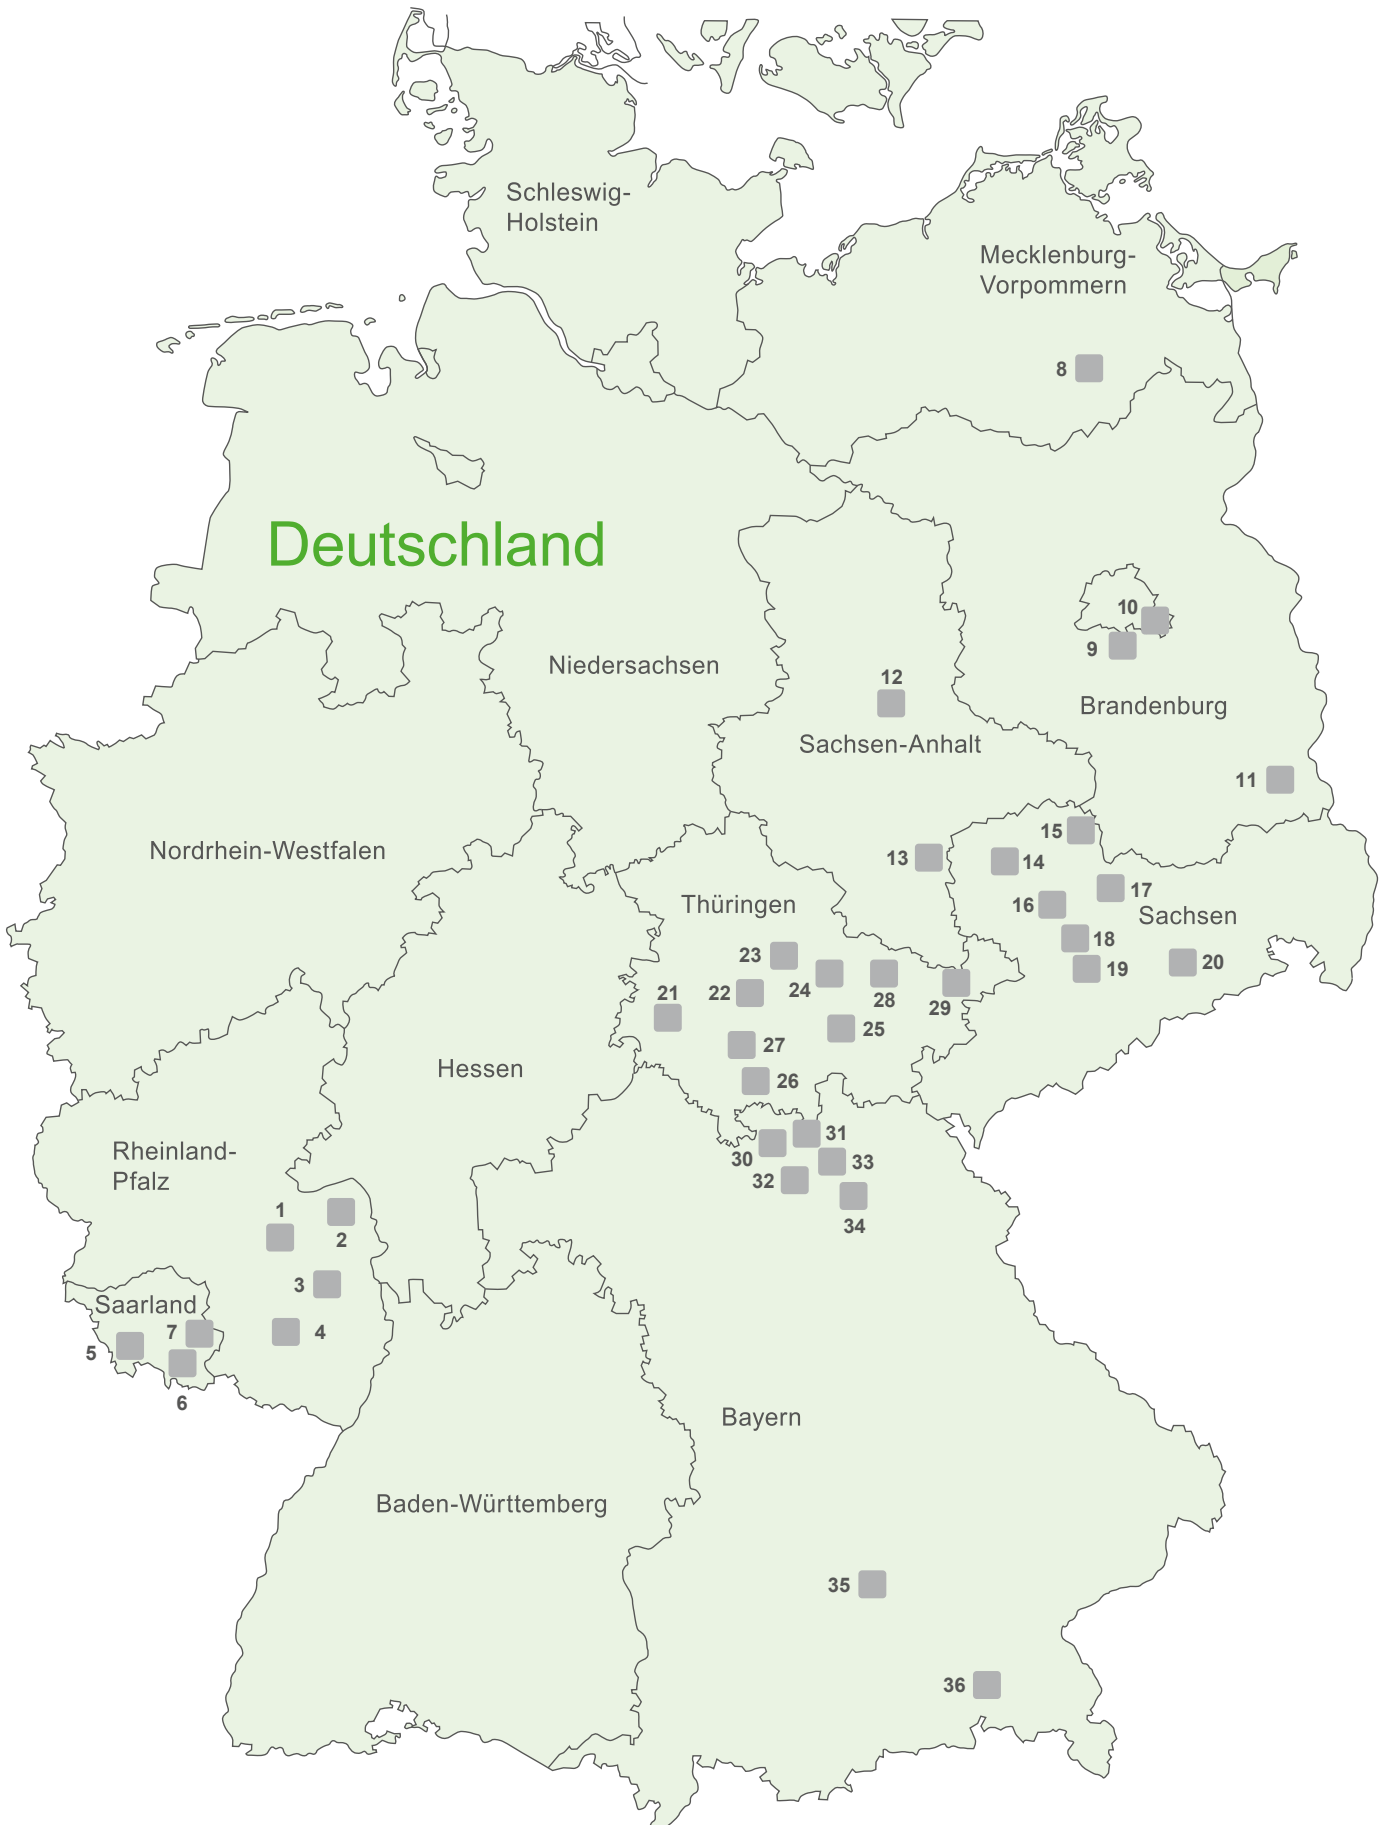 Schleswig-
Holstein
Mecklenburg-
Vorpommern
8
Deutschland
10
9
Niedersachsen
12
Brandenburg
Sachsen-Anhalt
11
15
Nordrhein-Westfalen
13
14
17
Thüringen
16
Sachsen
18
23
20
19
22
24
21
28
29
25
27
Hessen
26
31
Rheinland-
Pfalz
30
33
32
1
34
2
3
Saarland
7
4
5
6
Bayern
Baden-Württemberg
35
36